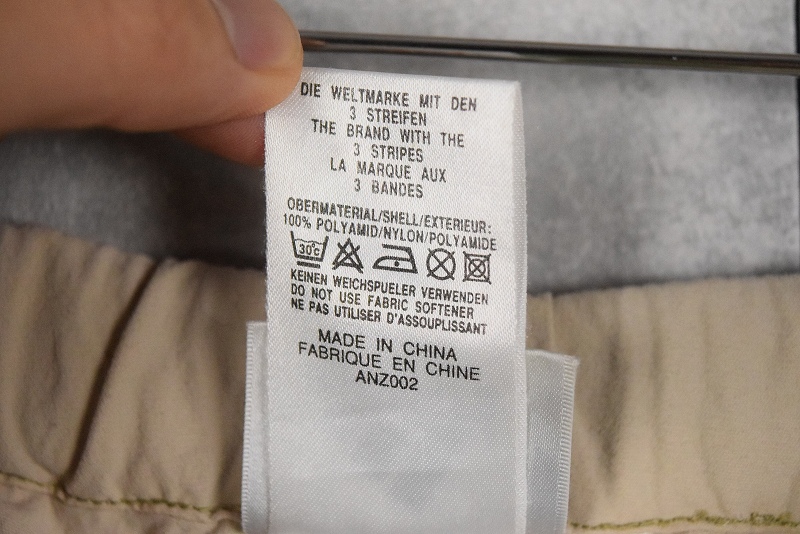 DIE WELTMARKE MIT DEN
3 STREIFEN
THE BRAND WITH THE
3 STRIPES
LA MARQUE AUX
3 BANDES
OBERMATERIAL/SHELL/EXTERIEUR:
100% POLYAMID/NYLON/POLYAMIDE
30°C
KEINEN WEICHSPUELER VERWENDEN
DO NOT USE FABRIC SOFTENER
NE PAS UTILISER D'ASSOUPLISSANT
MADE IN CHINA
FABRIQUE EN CHINE
ANZ002